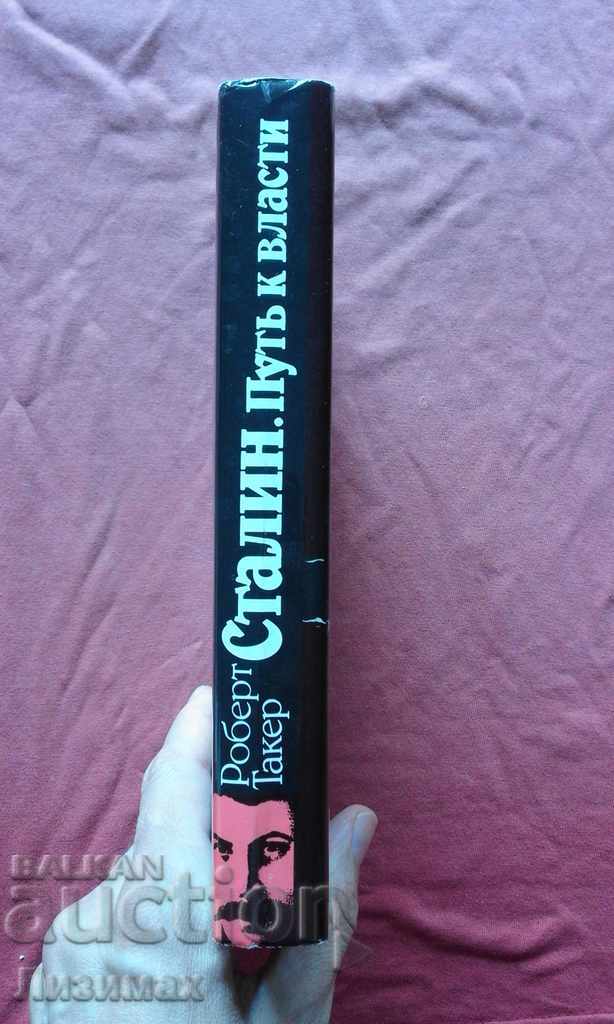 Роберт
Такер
Сталин. Путь к власти
BALKAN
auction
Лизимах